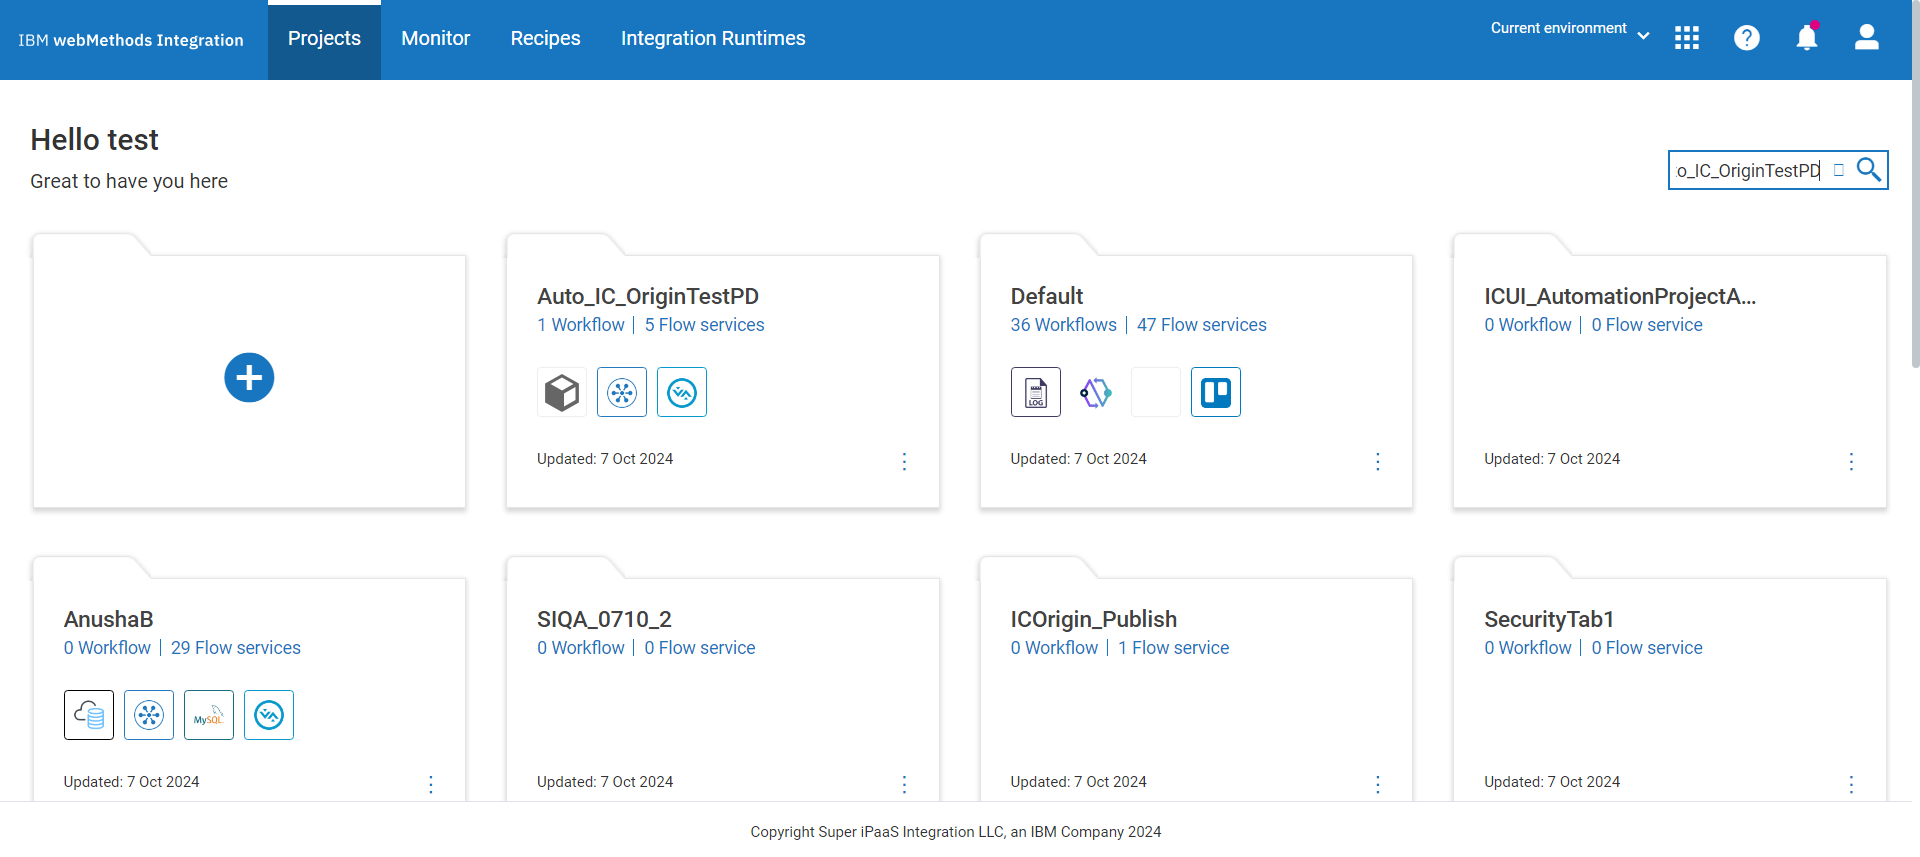 IBM webMethods Integration
Projects
Monitor
Recipes
Integration Runtimes
Current environment
Hello test
Great to have you here
o_IC_OriginTestPD
Auto_IC_OriginTestPD
1 Workflow | 5 Flow services
Updated: 7 Oct 2024
Default
36 Workflows | 47 Flow services
LOG
Updated: 7 Oct 2024
ICUI_AutomationProjectA...
0 Workflow | 0 Flow service
Updated: 7 Oct 2024
AnushaB
0 Workflow | 29 Flow services
MySQL
Updated: 7 Oct 2024
SIQA_0710_2
0 Workflow | 0 Flow service
Updated: 7 Oct 2024
ICOrigin_Publish
0 Workflow | 1 Flow service
Updated: 7 Oct 2024
SecurityTab1
0 Workflow | 0 Flow service
Updated: 7 Oct 2024
Copyright Super iPaaS Integration LLC, an IBM Company 2024